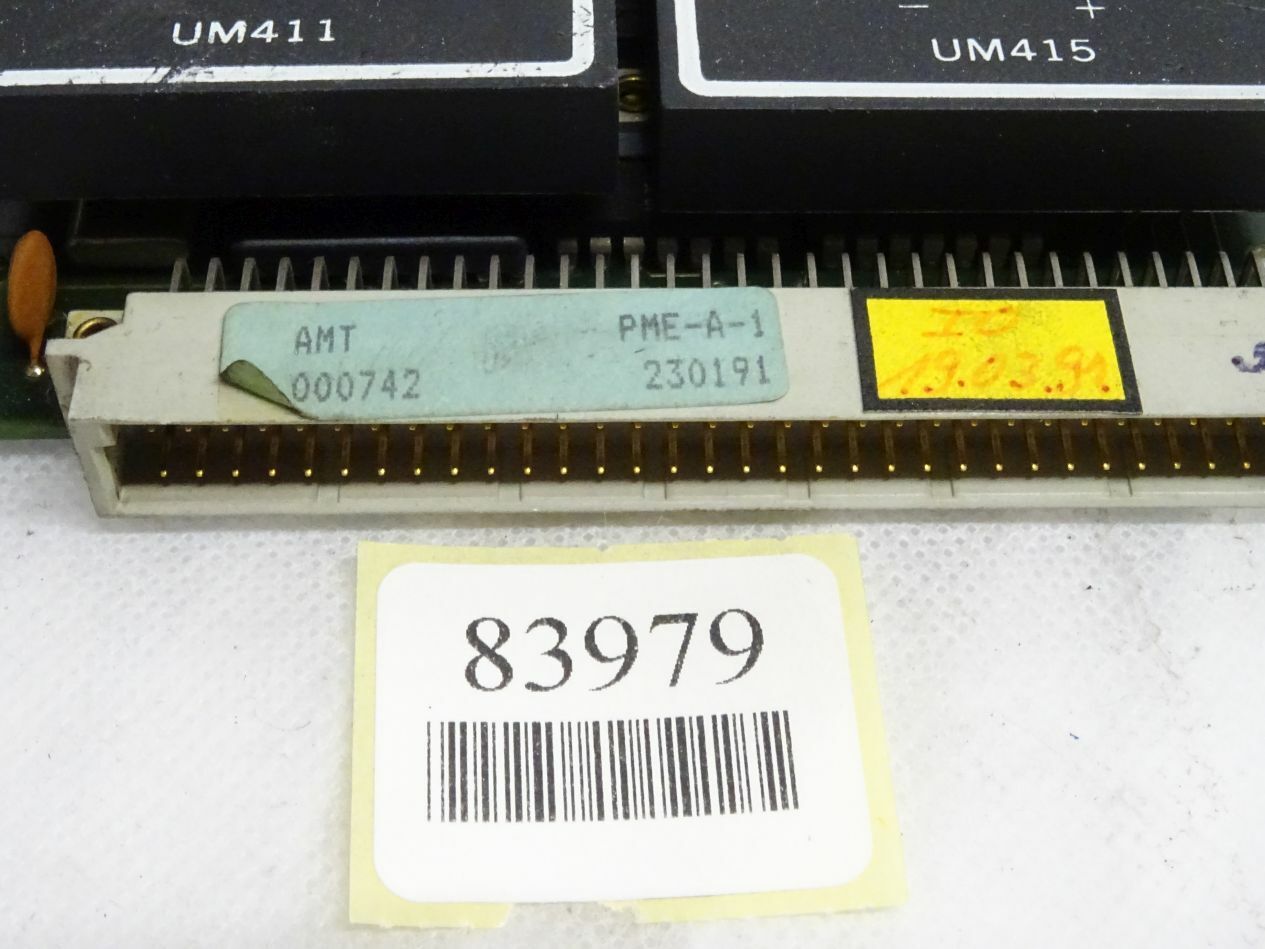 UM411
− +
UM415
AMT PME-A-1
000742 230191
IO
19.03.91
83979